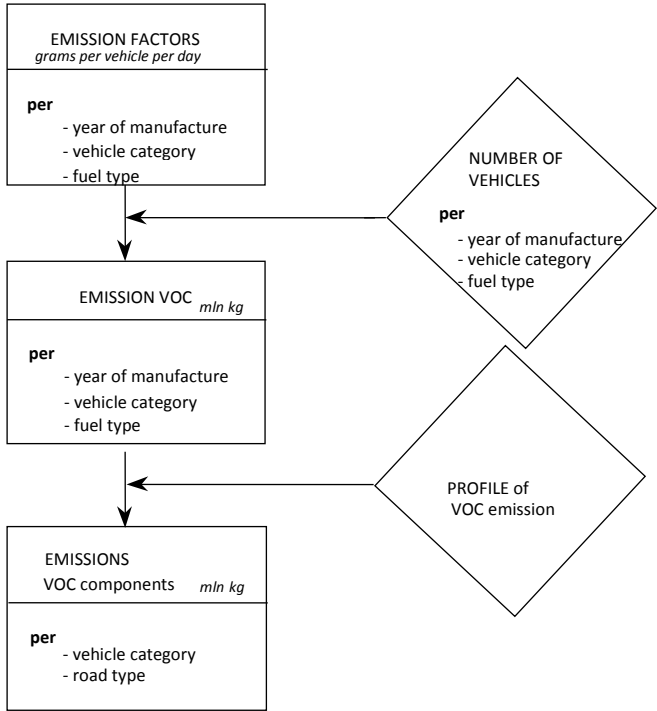 EMISSION FACTORS
grams per vehicle per day
per
- year of manufacture
- vehicle category
- fuel type
NUMBER OF
VEHICLES
per
- year of manufacture
- vehicle category
- fuel type
EMISSION VOC mln kg
per
- year of manufacture
- vehicle category
- fuel type
PROFILE of
VOC emission
EMISSIONS
VOC components mln kg
per
- vehicle category
- road type